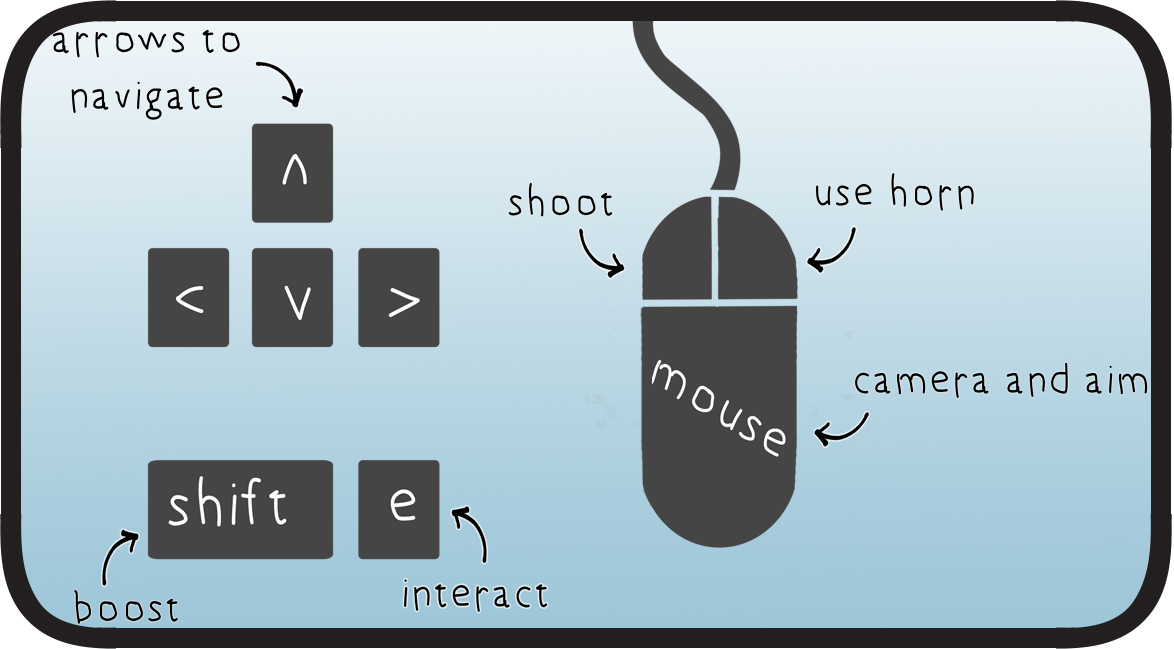 arrows to
navigate
^
< v >
shoot
use horn
mouse
camera and aim
shift e
boost
interact